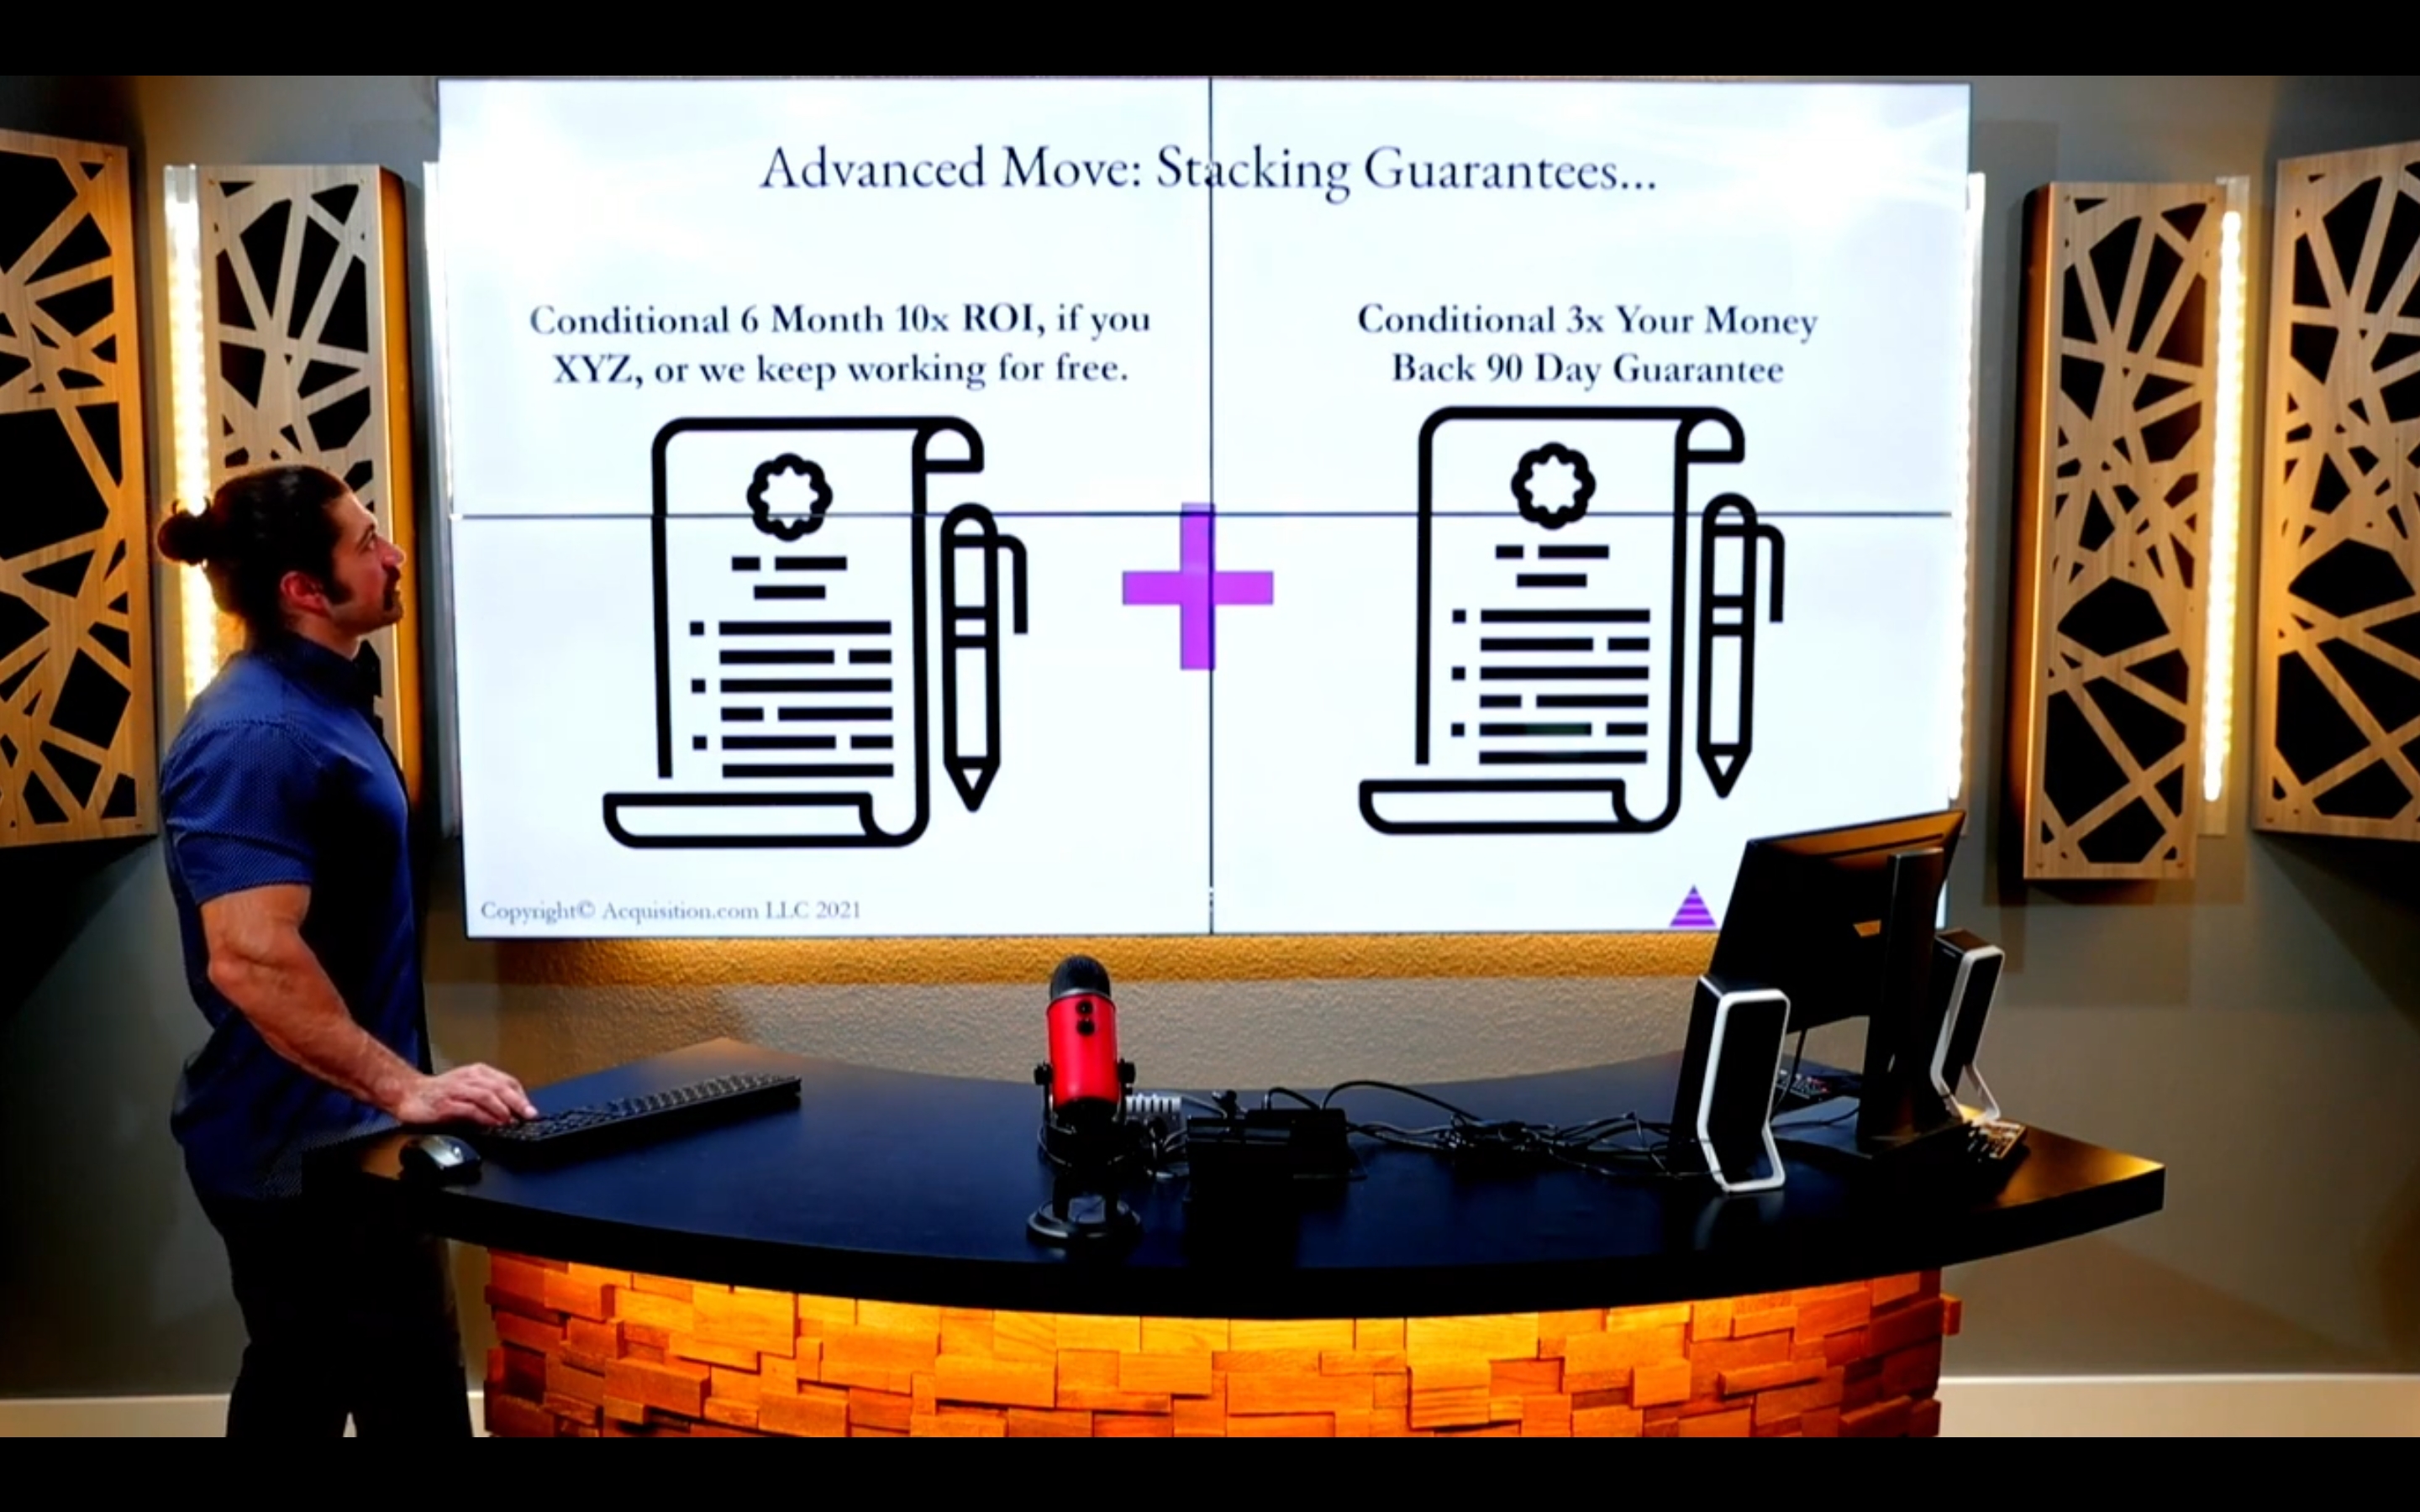 Advanced Move: Stacking Guarantees...
Conditional 6 Month 10x ROI, if you
XYZ, or we keep working for free.
Conditional 3x Your Money
Back 90 Day Guarantee
Copyright© Acquisition.com LLC 2021